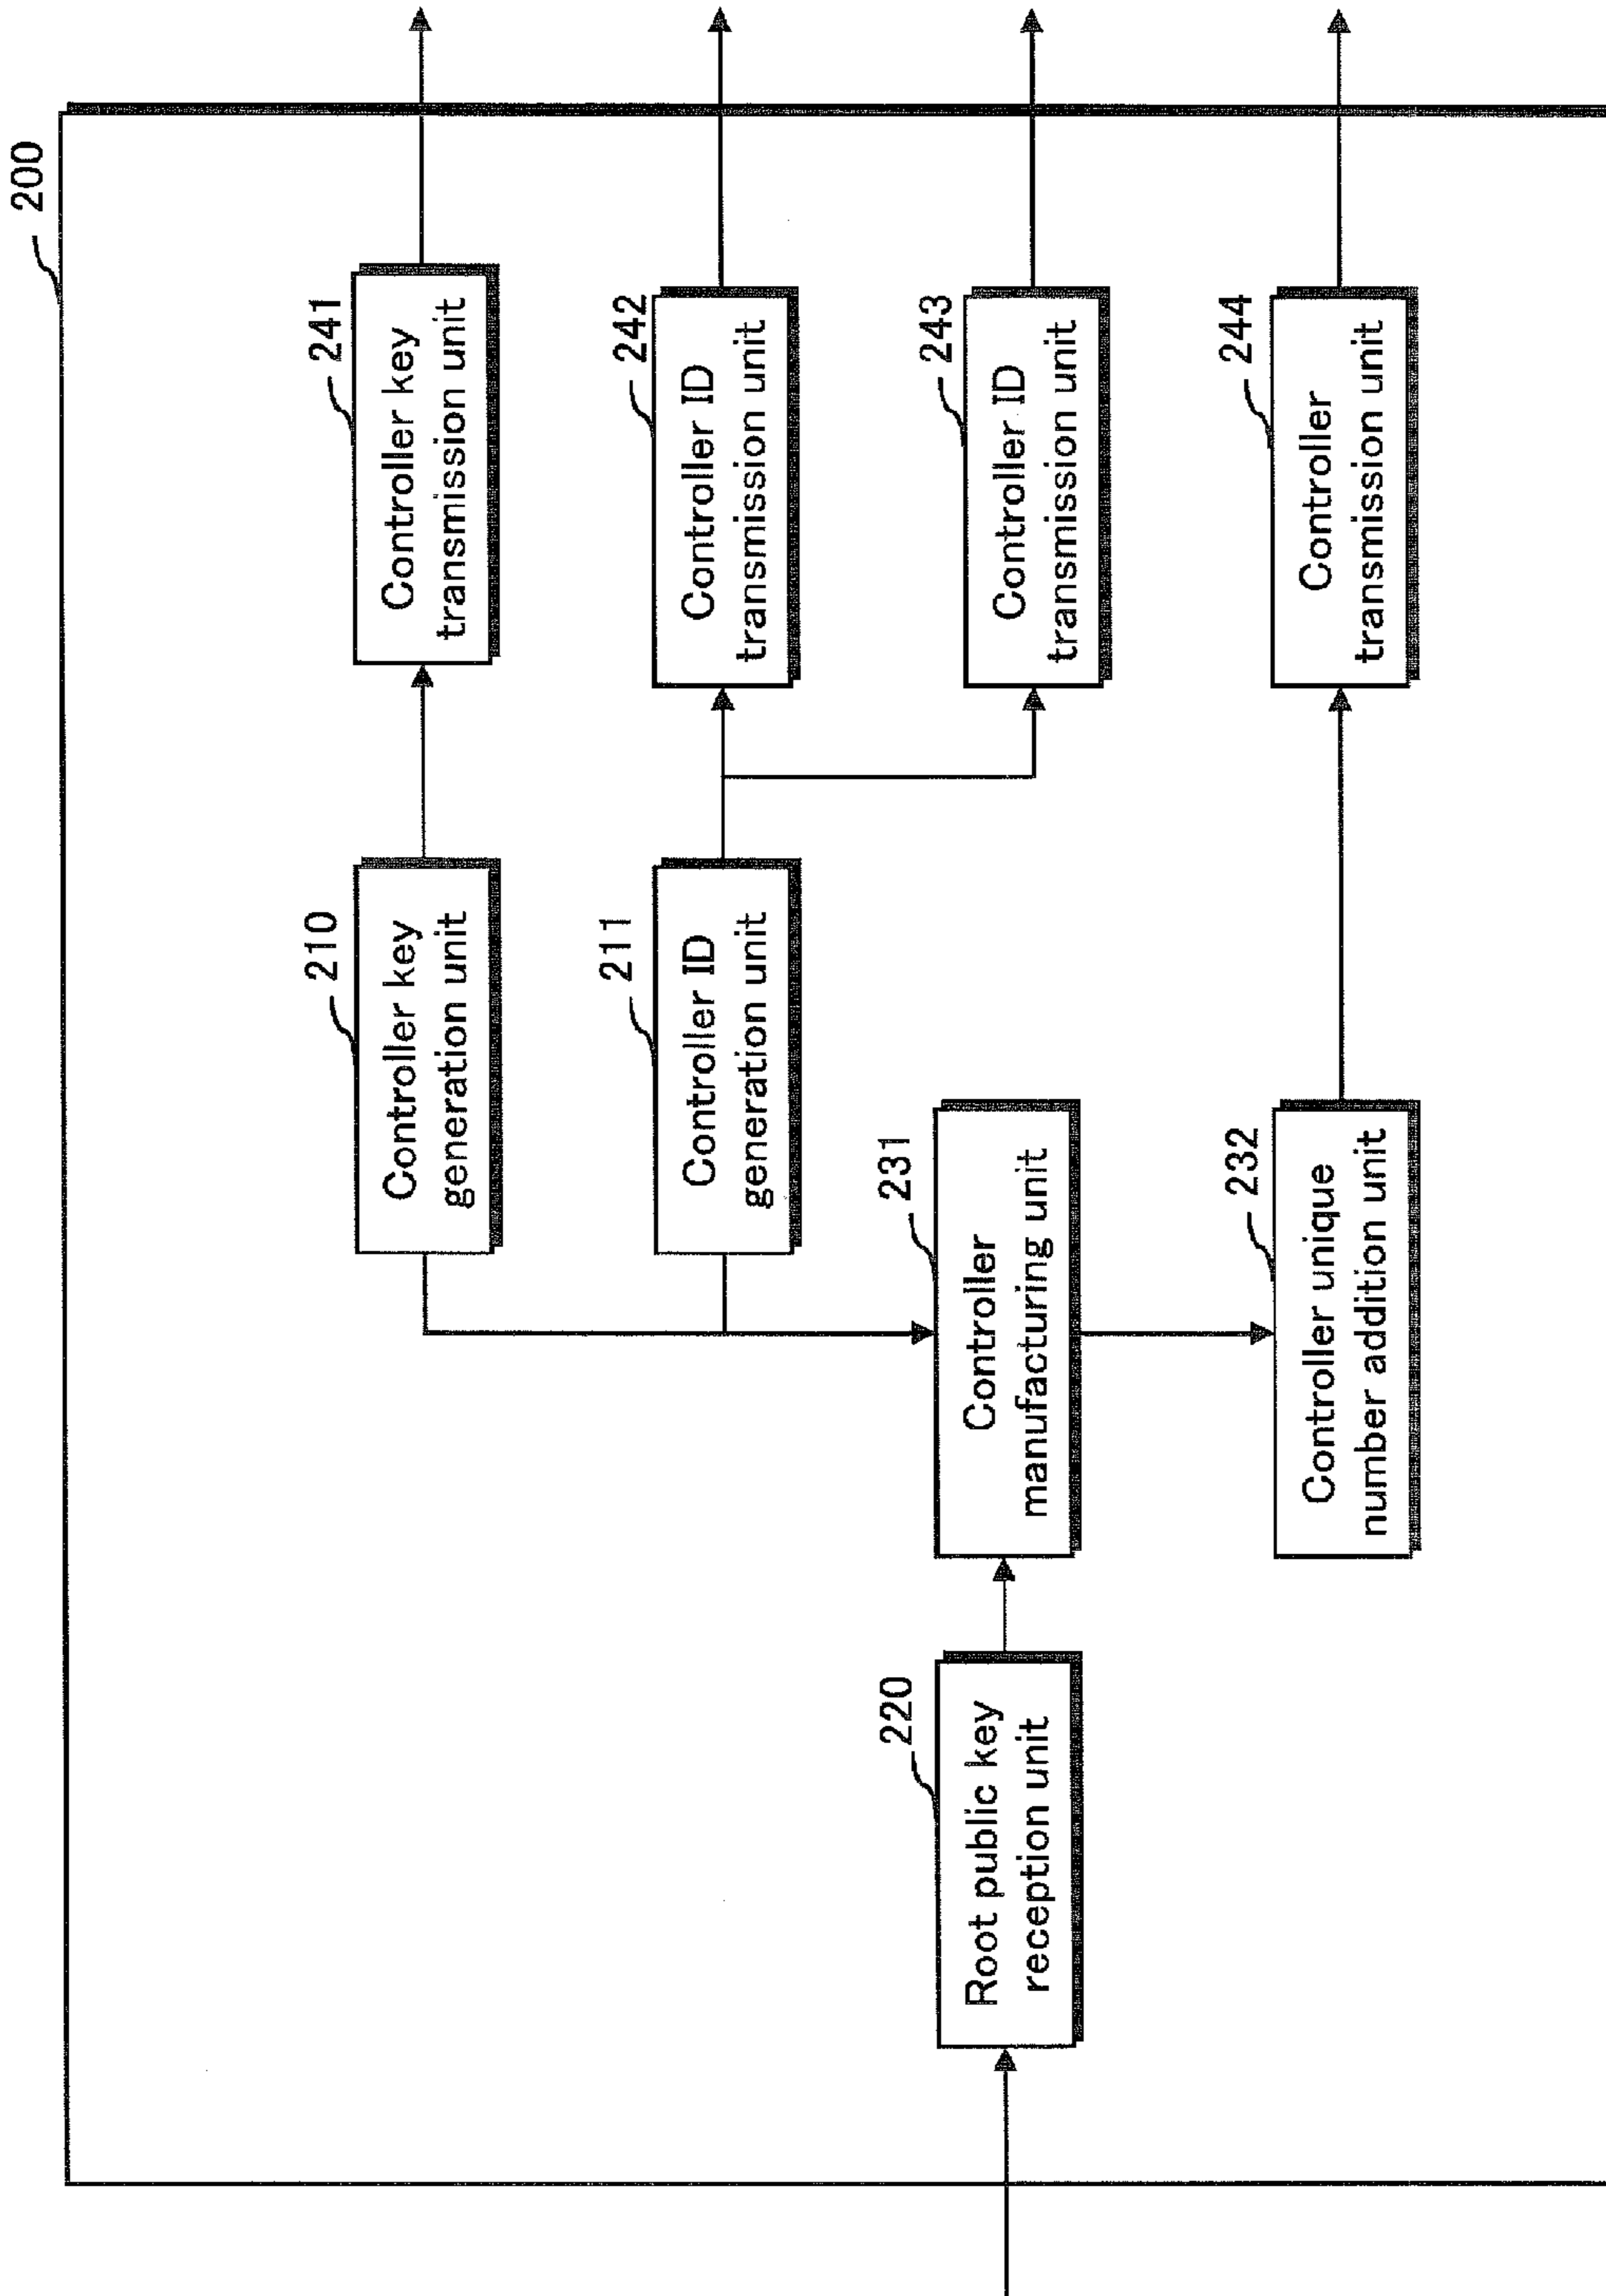 200
210
Controller key
generation unit
241
Controller key
transmission unit
211
Controller ID
generation unit
242
Controller ID
transmission unit
220
Root public key
reception unit
231
Controller
manufacturing unit
243
Controller ID
transmission unit
232
Controller unique
number addition unit
244
Controller
transmission unit